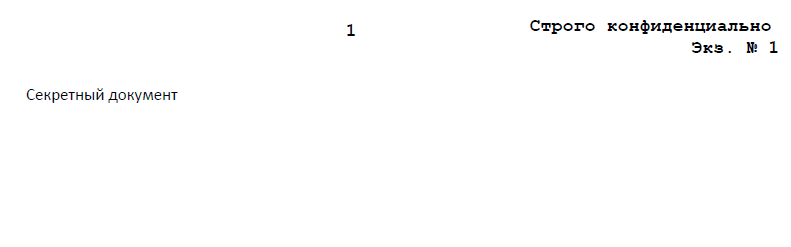 1
Строго конфиденциально
Экз. № 1
Секретный документ